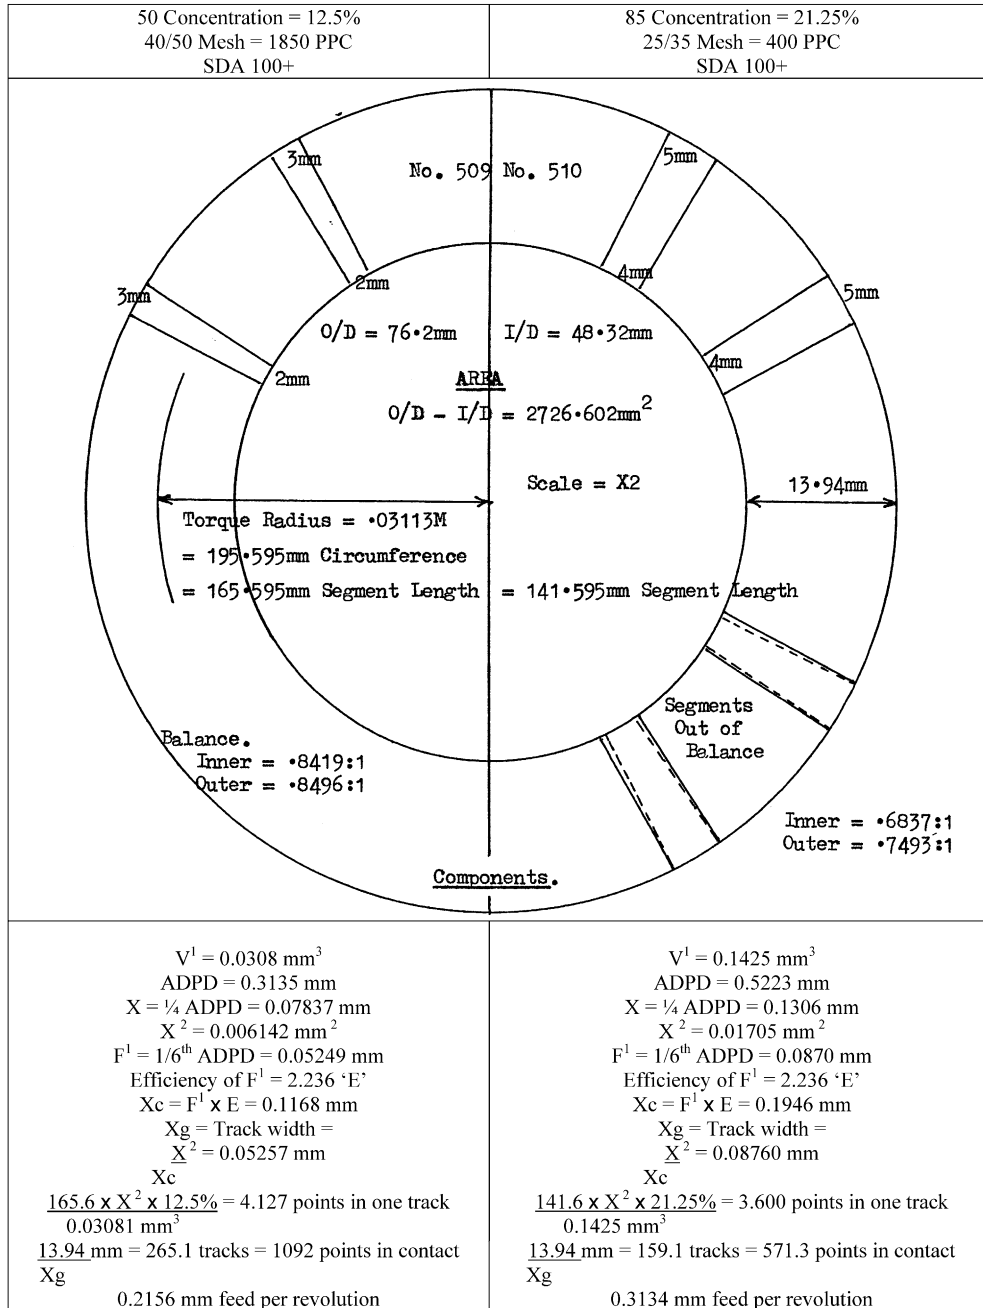 50 Concentration = 12.5%
40/50 Mesh = 1850 PPC
SDA 100+
85 Concentration = 21.25%
25/35 Mesh = 400 PPC
SDA 100+
3mm
No. 509 No. 510
5mm
2mm
4mm
3mm
5mm
O/D = 76•2mm I/D = 48•32mm
4mm
2mm
AREA
O/D - I/D = 2726•602mm²
Scale = X2
13•94mm
Torque Radius = •03113M
= 195•595mm Circumference
= 165•595mm Segment Length = 141•595mm Segment Length
Segments
Out of
Balance
Balance.
Inner = •8419:1
Outer = •8496:1
Inner = •6837:1
Outer = •7493:1
Components.
V¹ = 0.0308 mm³
ADPD = 0.3135 mm
X = ¼ ADPD = 0.07837 mm
X ² = 0.006142 mm ²
F¹ = 1/6th ADPD = 0.05249 mm
Efficiency of F¹ = 2.236 ‘E’
Xc = F¹ x E = 0.1168 mm
Xg = Track width =
X ² = 0.05257 mm
Xc
165.6 x X² x 12.5% = 4.127 points in one track
0.03081 mm³
13.94 mm = 265.1 tracks = 1092 points in contact
Xg
0.2156 mm feed per revolution
V¹ = 0.1425 mm³
ADPD = 0.5223 mm
X = ¼ ADPD = 0.1306 mm
X ² = 0.01705 mm ²
F¹ = 1/6th ADPD = 0.0870 mm
Efficiency of F¹ = 2.236 ‘E’
Xc = F¹ x E = 0.1946 mm
Xg = Track width =
X ² = 0.08760 mm
Xc
141.6 x X² x 21.25% = 3.600 points in one track
0.1425 mm³
13.94 mm = 159.1 tracks = 571.3 points in contact
Xg
0.3134 mm feed per revolution